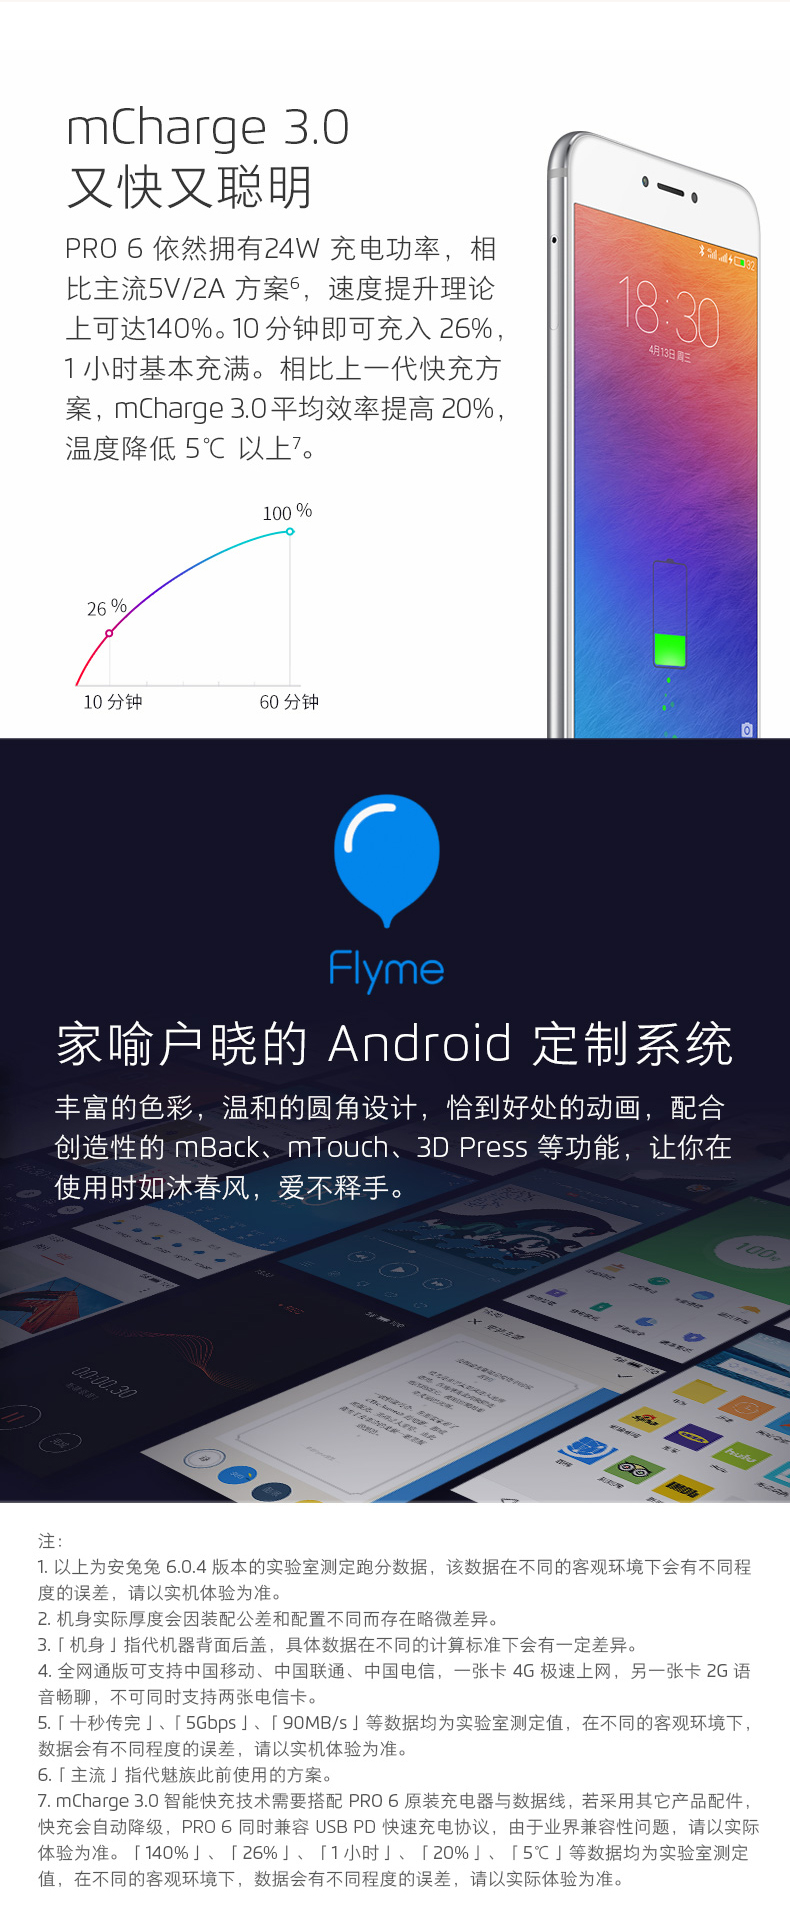 mCharge 3.0
又快又聪明
PRO 6 依然拥有24W 充电功率，相
比主流5V/2A 方案6，速度提升理论
上可达140%。10 分钟即可充入 26%，
1 小时基本充满。相比上一代快充方
案，mCharge 3.0平均效率提高 20%，
温度降低 5℃ 以上7。
32
18:30
4月13日 周三
100 %
26 %
10 分钟
60 分钟
Flyme
家喻户晓的 Android 定制系统
丰富的色彩，温和的圆角设计，恰到好处的动画，配合
创造性的 mBack、mTouch、3D Press 等功能，让你在
使用时如沐春风，爱不释手。
100
REC
00:00:30
hulu
注：
1. 以上为安兔兔 6.0.4 版本的实验室测定跑分数据，该数据在不同的客观环境下会有不同程
度的误差，请以实机体验为准。
2. 机身实际厚度会因装配公差和配置不同而存在略微差异。
3.「 机身 」指代机器背面后盖，具体数据在不同的计算标准下会有一定差异。
4. 全网通版可支持中国移动、中国联通、中国电信，一张卡 4G 极速上网，另一张卡 2G 语
音畅聊，不可同时支持两张电信卡。
5.「 十秒传完 」、「 5Gbps 」、「 90MB/s 」等数据均为实验室测定值，在不同的客观环境下，
数据会有不同程度的误差，请以实机体验为准。
6.「 主流 」指代魅族此前使用的方案。
7. mCharge 3.0 智能快充技术需要搭配 PRO 6 原装充电器与数据线，若采用其它产品配件，
快充会自动降级，PRO 6 同时兼容 USB PD 快速充电协议，由于业界兼容性问题，请以实际
体验为准。「 140% 」、「 26% 」、「 1 小时 」、「 20% 」、「 5℃ 」等数据均为实验室测定
值，在不同的客观环境下，数据会有不同程度的误差，请以实际体验为准。